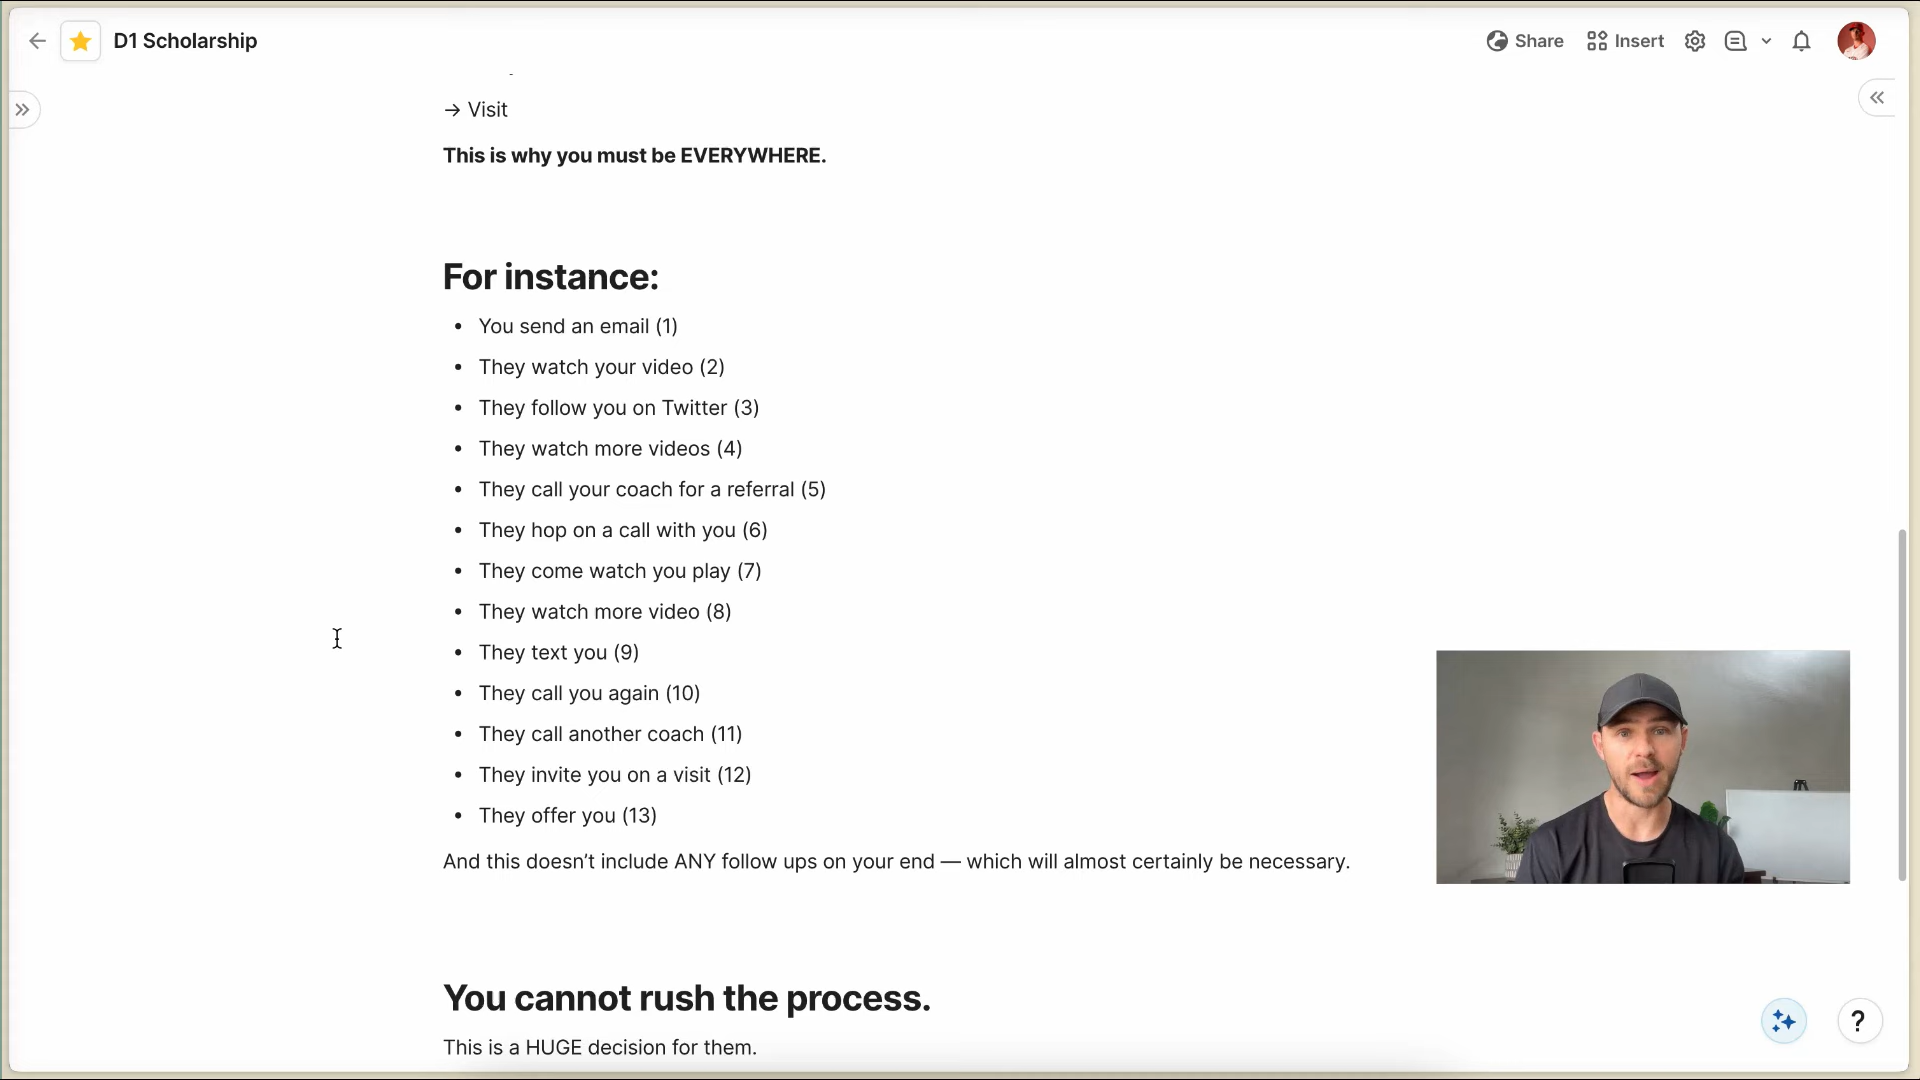 D1 Scholarship
Share
Insert
→ Visit
This is why you must be EVERYWHERE.
For instance:
• You send an email (1)
• They watch your video (2)
• They follow you on Twitter (3)
• They watch more videos (4)
• They call your coach for a referral (5)
• They hop on a call with you (6)
• They come watch you play (7)
• They watch more video (8)
• They text you (9)
• They call you again (10)
• They call another coach (11)
• They invite you on a visit (12)
• They offer you (13)
And this doesn’t include ANY follow ups on your end — which will almost certainly be necessary.
You cannot rush the process.
This is a HUGE decision for them.
?